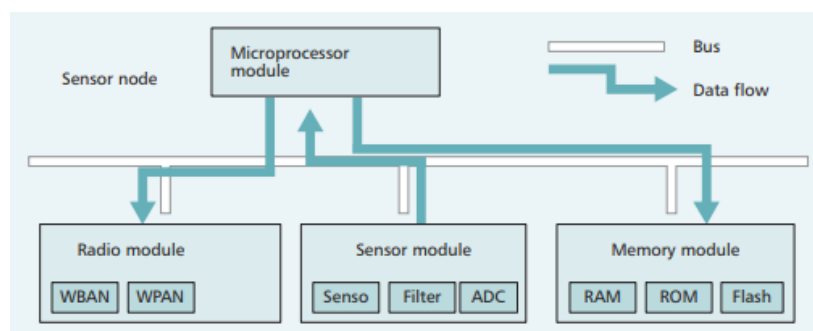 Microprocessor
module
Bus
Sensor node
Data flow
Radio module
Sensor module
Memory module
WBAN WPAN
Senso Filter ADC
RAM ROM Flash